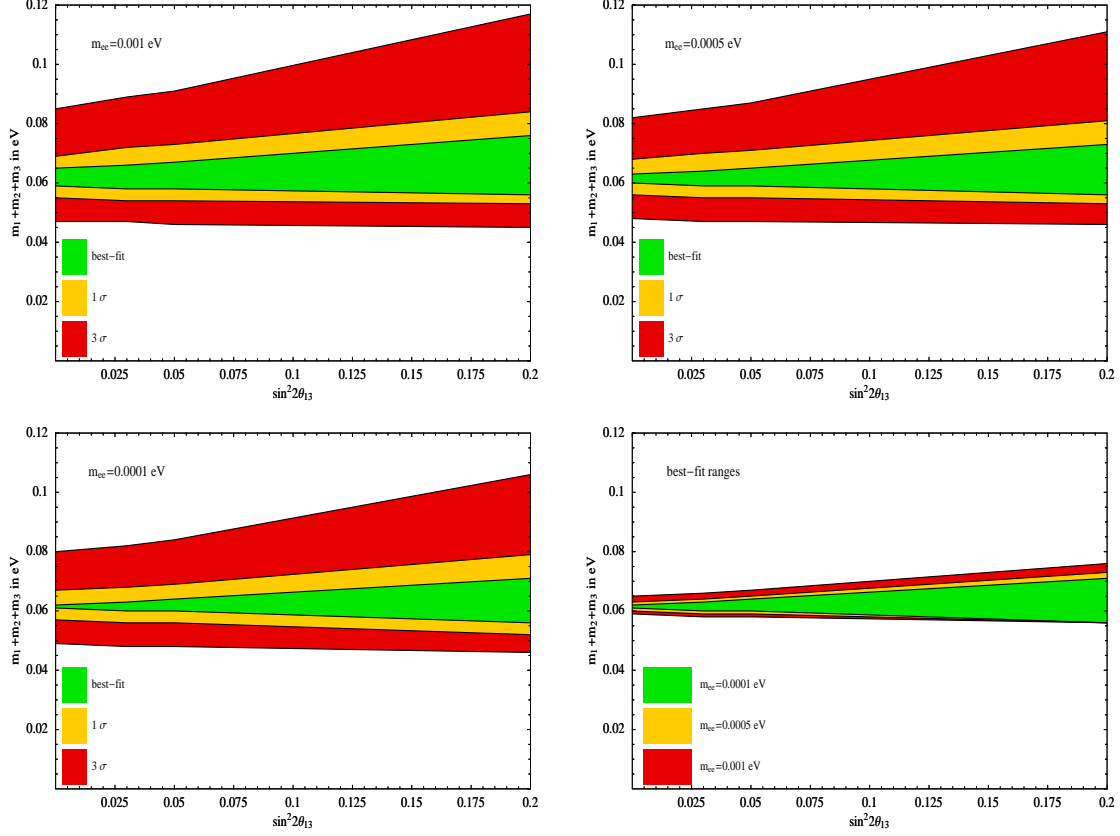 0.12
0.1
0.08
0.06
0.04
0.02
m₁+m₂+m₃ in eV
mₑₑ=0.001 eV
best−fit
1 σ
3 σ
0.025 0.05 0.075 0.1 0.125 0.15 0.175 0.2
sin²2θ₁₃
0.12
0.1
0.08
0.06
0.04
0.02
m₁+m₂+m₃ in eV
mₑₑ=0.0005 eV
best−fit
1 σ
3 σ
0.025 0.05 0.075 0.1 0.125 0.15 0.175 0.2
sin²2θ₁₃
0.12
0.1
0.08
0.06
0.04
0.02
m₁+m₂+m₃ in eV
mₑₑ=0.0001 eV
best−fit
1 σ
3 σ
0.025 0.05 0.075 0.1 0.125 0.15 0.175 0.2
sin²2θ₁₃
0.12
0.1
0.08
0.06
0.04
0.02
m₁+m₂+m₃ in eV
best−fit ranges
mₑₑ=0.0001 eV
mₑₑ=0.0005 eV
mₑₑ=0.001 eV
0.025 0.05 0.075 0.1 0.125 0.15 0.175 0.2
sin²2θ₁₃